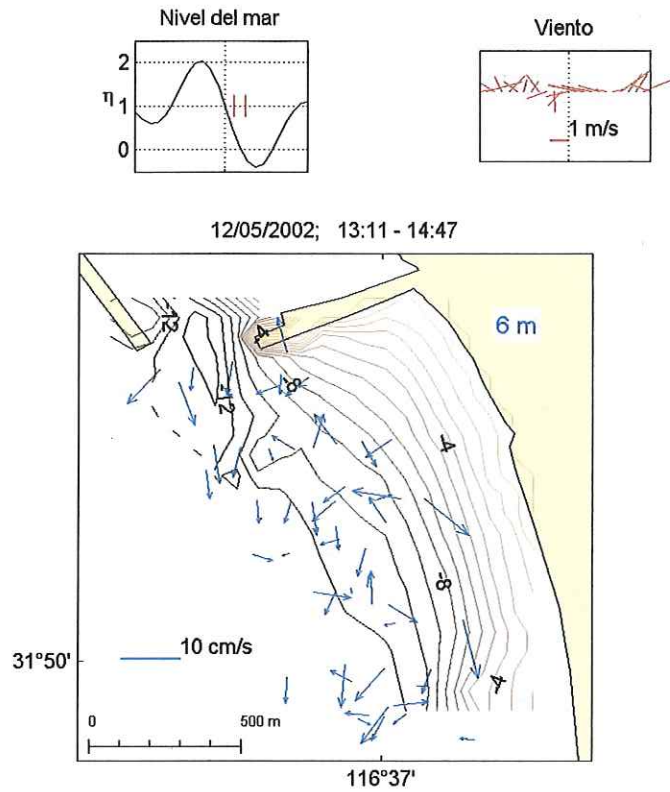 Nivel del mar
2
η 1
0
Viento
1 m/s
12/05/2002; 13:11 - 14:47
-12
-4
6 m
-8
-12
-4
-8
10 cm/s
31°50'
-4
0 500 m
116°37'